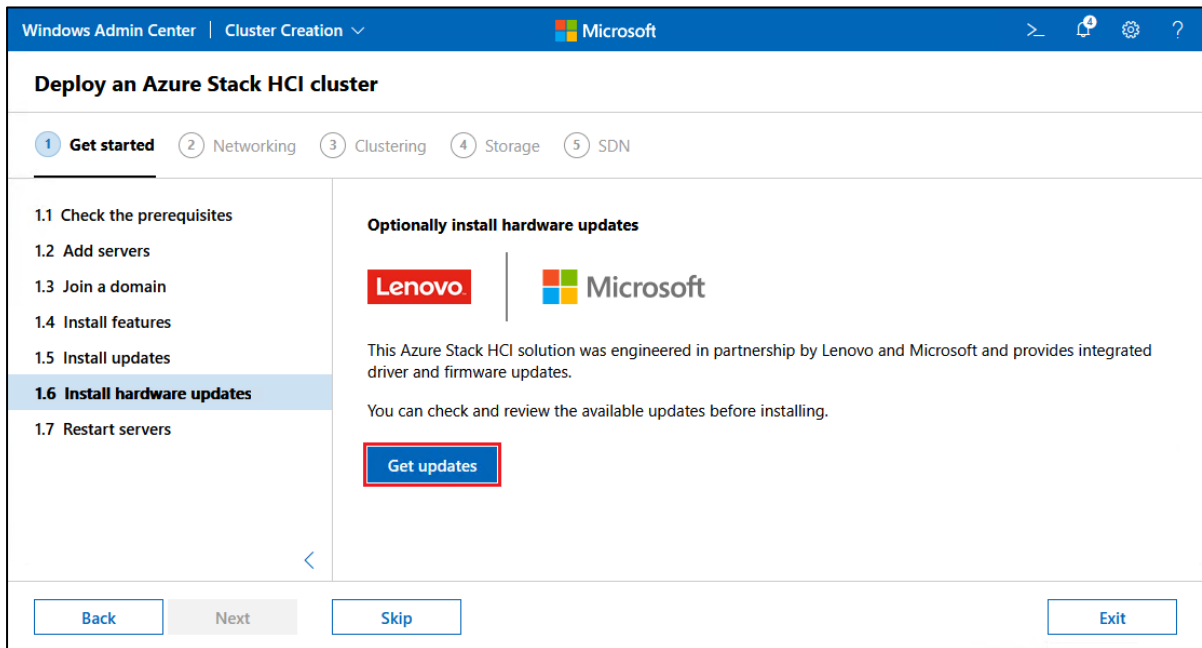 Windows Admin Center | Cluster Creation
Microsoft
4
Deploy an Azure Stack HCI cluster
1 Get started
2 Networking
3 Clustering
4 Storage
5 SDN
1.1 Check the prerequisites
1.2 Add servers
1.3 Join a domain
1.4 Install features
1.5 Install updates
1.6 Install hardware updates
1.7 Restart servers
Optionally install hardware updates
Lenovo
Microsoft
This Azure Stack HCI solution was engineered in partnership by Lenovo and Microsoft and provides integrated
driver and firmware updates.
You can check and review the available updates before installing.
Get updates
Back
Next
Skip
Exit